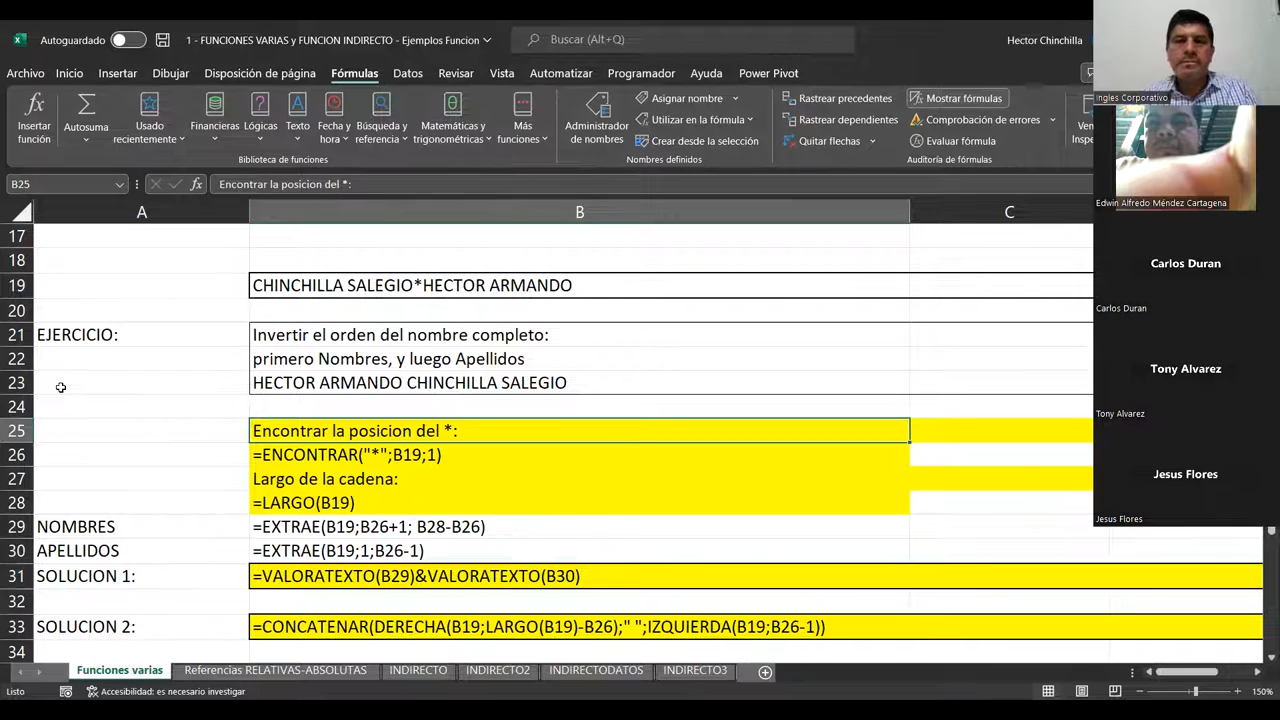 Autoguardado
1 - FUNCIONES VARIAS y FUNCION INDIRECTO - Ejemplos Funcion
Buscar (Alt+Q)
Hector Chinchilla
Archivo Inicio Insertar Dibujar Disposición de página Fórmulas Datos Revisar Vista Automatizar Programador Ayuda Power Pivot
Insertar función
Autosuma
Usado recientemente
Financieras
Lógicas
Texto
Fecha y hora
Búsqueda y referencia
Matemáticas y trigonométricas
Más funciones
Biblioteca de funciones
Administrador de nombres
Asignar nombre
Utilizar en la fórmula
Crear desde la selección
Nombres definidos
Rastrear precedentes
Rastrear dependientes
Quitar flechas
Mostrar fórmulas
Comprobación de errores
Evaluar fórmula
Auditoría de fórmulas
B25
fx
Encontrar la posicion del *:
A B C
17
18
19 CHINCHILLA SALEGIO*HECTOR ARMANDO
20
21 EJERCICIO: Invertir el orden del nombre completo:
22 primero Nombres, y luego Apellidos
23 HECTOR ARMANDO CHINCHILLA SALEGIO
24
25 Encontrar la posicion del *:
26 =ENCONTRAR("*";B19;1)
27 Largo de la cadena:
28 =LARGO(B19)
29 NOMBRES =EXTRAE(B19;B26+1; B28-B26)
30 APELLIDOS =EXTRAE(B19;1;B26-1)
31 SOLUCION 1: =VALORATEXTO(B29)&VALORATEXTO(B30)
32
33 SOLUCION 2: =CONCATENAR(DERECHA(B19;LARGO(B19)-B26);" ";IZQUIERDA(B19;B26-1))
34
Funciones varias Referencias RELATIVAS-ABSOLUTAS INDIRECTO INDIRECTO2 INDIRECTODATOS INDIRECTO3
Listo
Accesibilidad: es necesario investigar
150%
Ingles Corporativo
Edwin Alfredo Méndez Cartagena
Carlos Duran
Carlos Duran
Tony Alvarez
Tony Alvarez
Jesus Flores
Jesus Flores